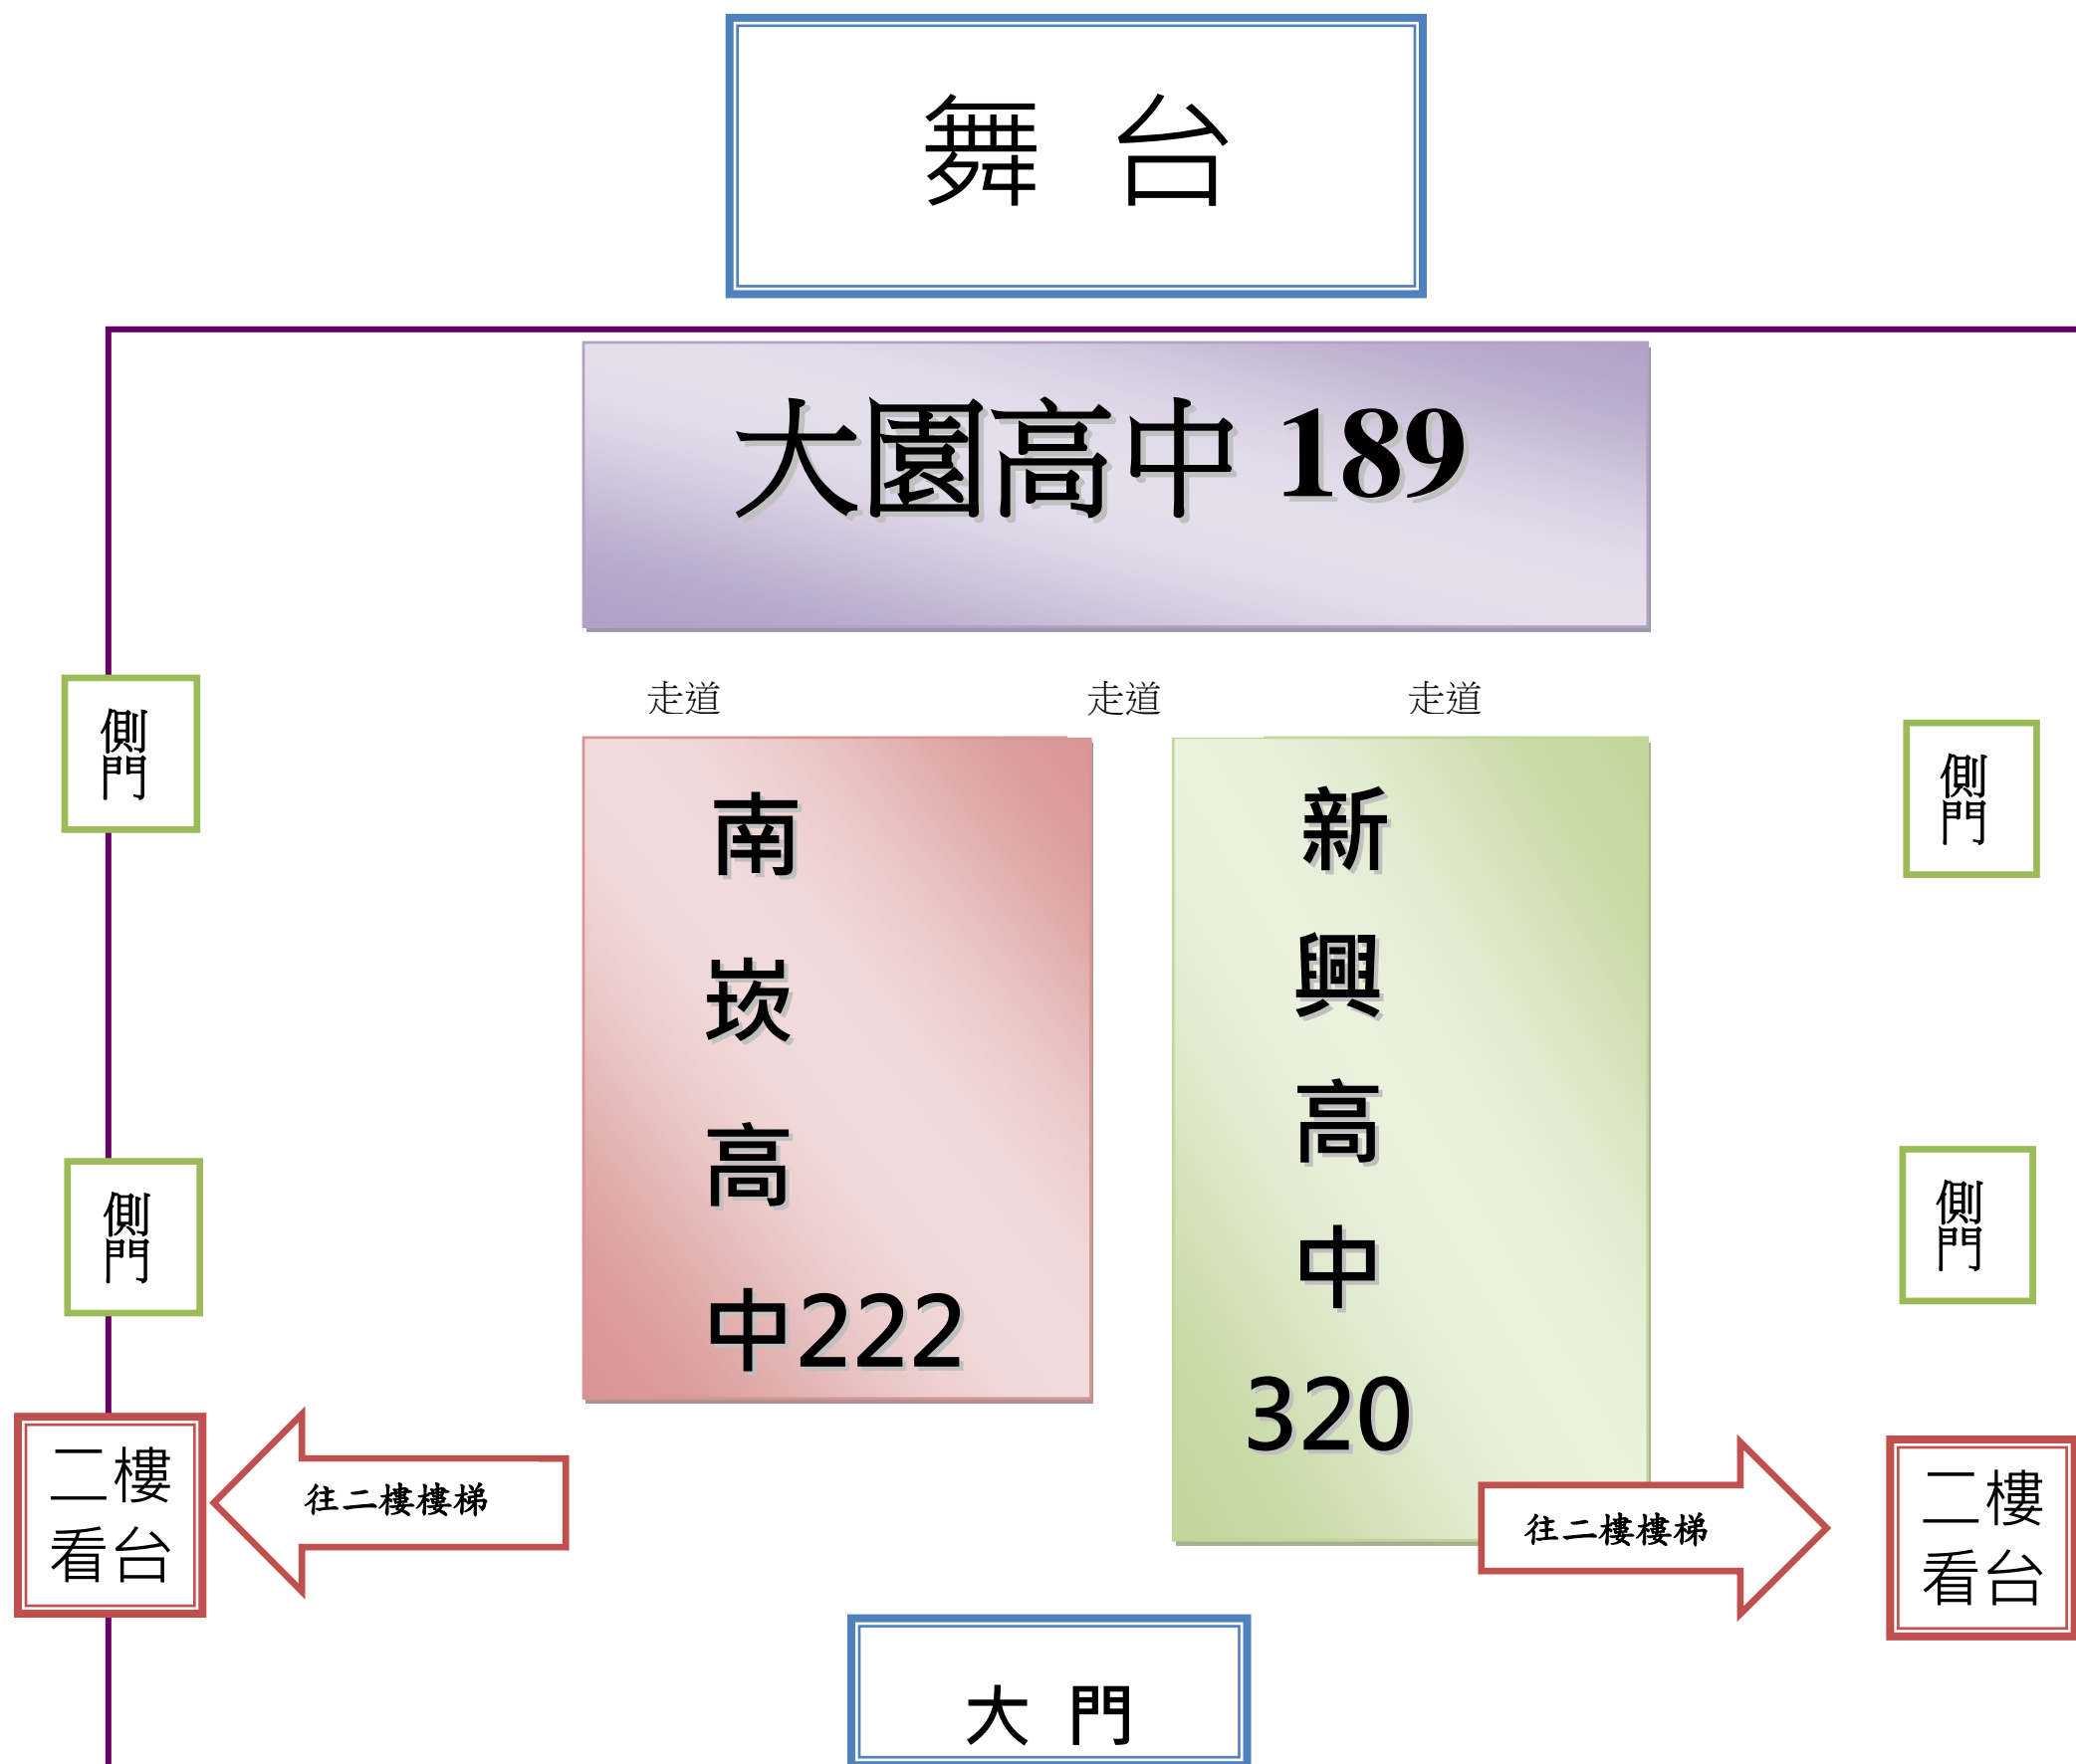 舞 台
大園高中 189
走道
走道
走道
側門
側門
南
崁
高
中222
新
興
高
中
320
側門
側門
二樓
看台
往二樓樓梯
往二樓樓梯
二樓
看台
大 門